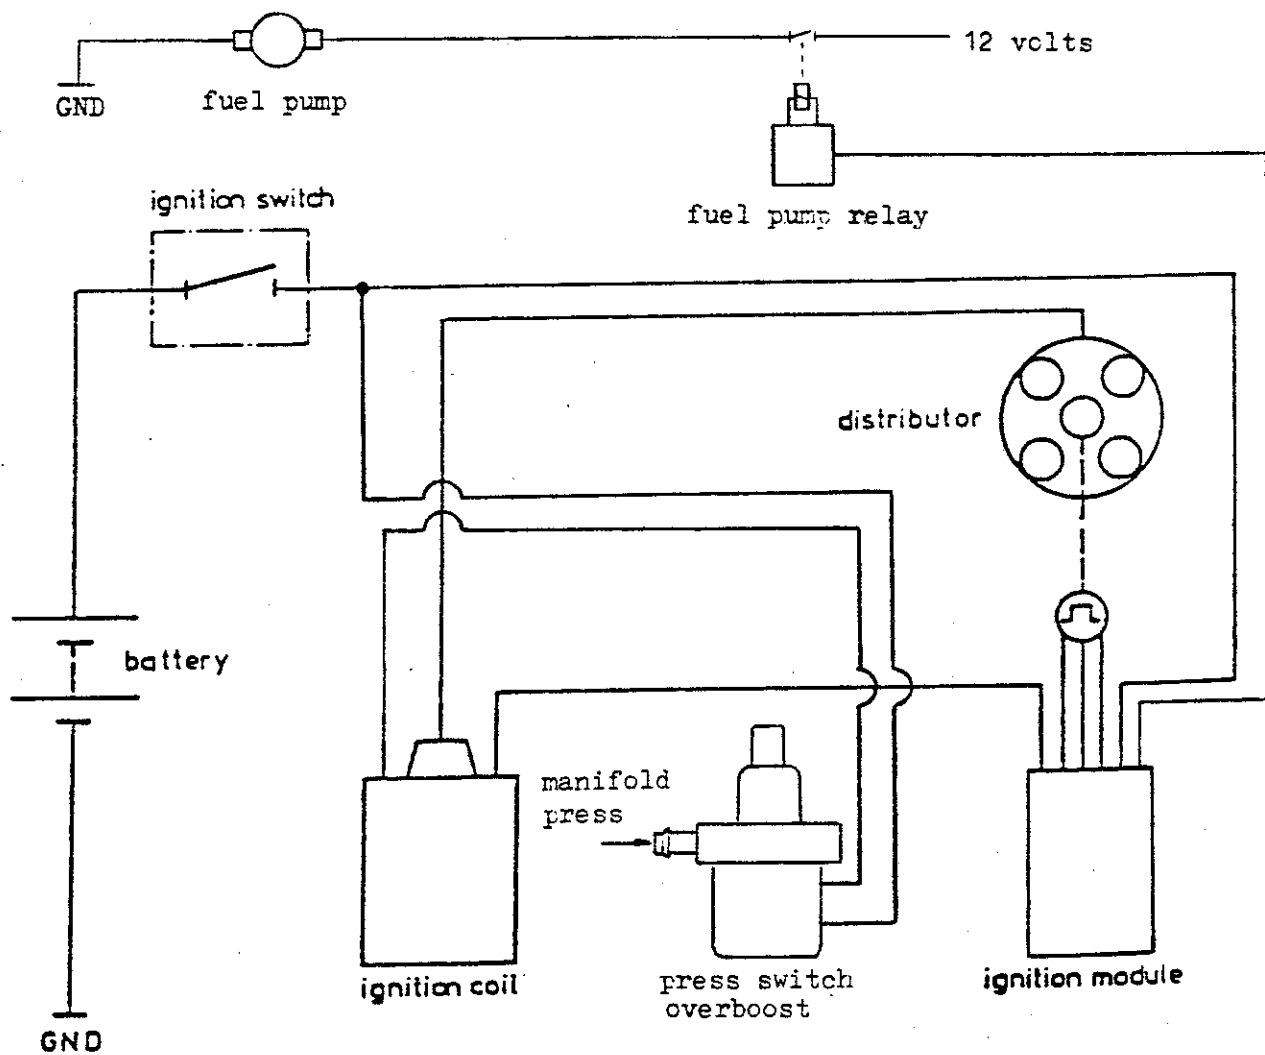 12 volts
GND
fuel pump
fuel pump relay
ignition switch
distributor
battery
manifold
press
ignition coil
press switch
overboost
ignition module
GND